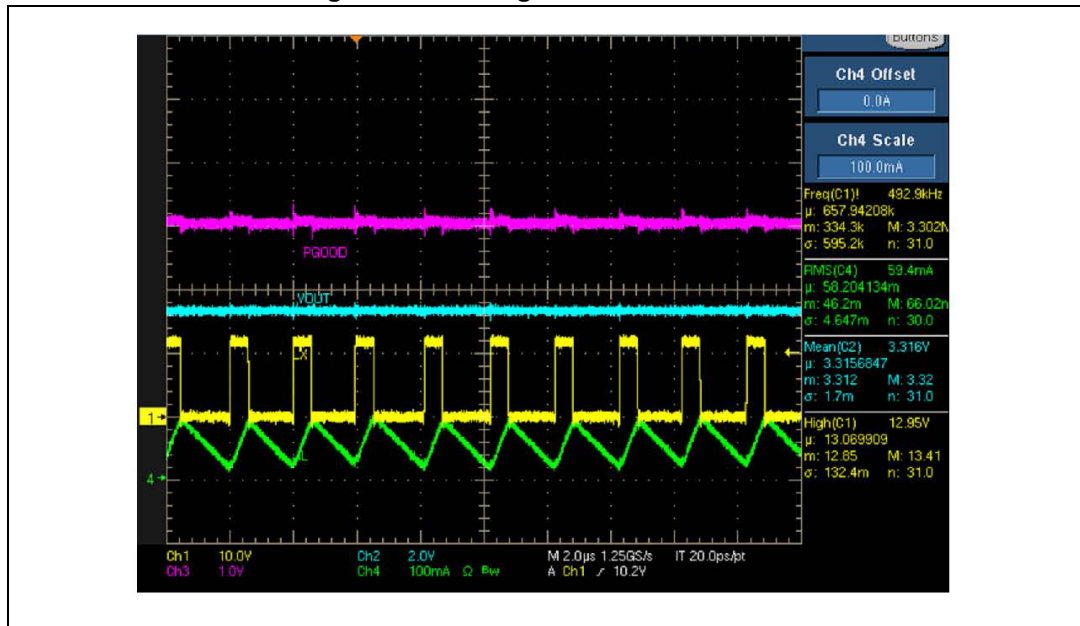 Buttons
Ch4 Offset
0.0A
Ch4 Scale
100.0mA
Freq(C1)! 492.9kHz
µ: 657.94208k
m: 334.3k M: 3.302M
σ: 595.2k n: 31.0
RMS(C4) 59.4mA
µ: 58.204134m
m: 46.2m M: 66.02m
σ: 4.647m n: 30.0
Mean(C2) 3.316V
µ: 3.3156847
m: 3.312 M: 3.32
σ: 1.7m n: 31.0
High(C1) 12.95V
µ: 13.069909
m: 12.85 M: 13.41
σ: 132.4m n: 31.0
PGOOD
VOUT
LX
1
IL
4
Ch1 10.0V Ch2 2.0V M 2.0µs 1.25GS/s IT 20.0ps/pt
Ch3 1.0V Ch4 100mA Ω Bw A Ch1 10.2V